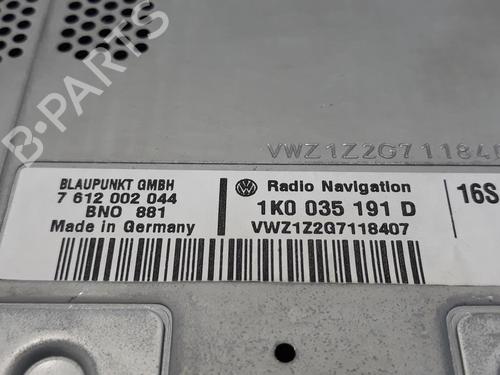 B-PARTS
VWZ1Z2G7118407
BLAUPUNKT GMBH
7 612 002 044
BNO 881
Made in Germany
Radio Navigation
1K0 035 191 D
VWZ1Z2G7118407
16S